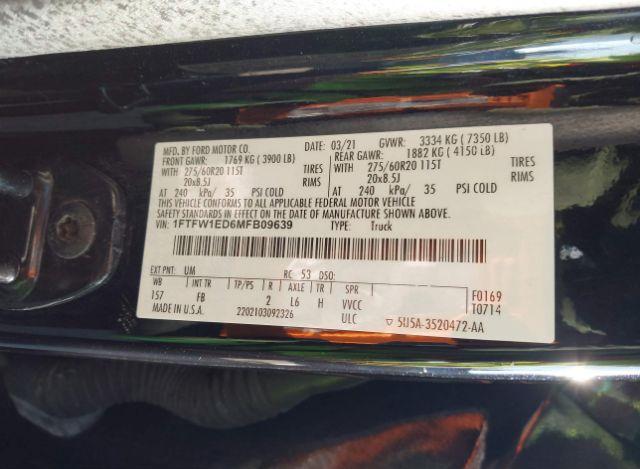 MFD. BY FORD MOTOR CO. DATE: 03/21 GVWR: 3334 KG ( 7350 LB)
FRONT GAWR: 1769 KG ( 3900 LB) REAR GAWR: 1882 KG ( 4150 LB)
WITH 275/60R20 115T TIRES WITH 275/60R20 115T TIRES
20x8.5J RIMS 20x8.5J RIMS
AT 240 kPa/ 35 PSI COLD AT 240 kPa/ 35 PSI COLD
THIS VEHICLE CONFORMS TO ALL APPLICABLE FEDERAL MOTOR VEHICLE
SAFETY STANDARDS IN EFFECT ON THE DATE OF MANUFACTURE SHOWN ABOVE.
VIN: 1FTFW1ED6MFB09639 TYPE: Truck
EXT PNT: UM RC: 53 DSO:
WB INT TR TP/PS R AXLE TR SPR F0169
157 FB 2 L6 H VVCC T0714
MADE IN U.S.A. 2202103092326 ULC 5U5A-3520472-AA